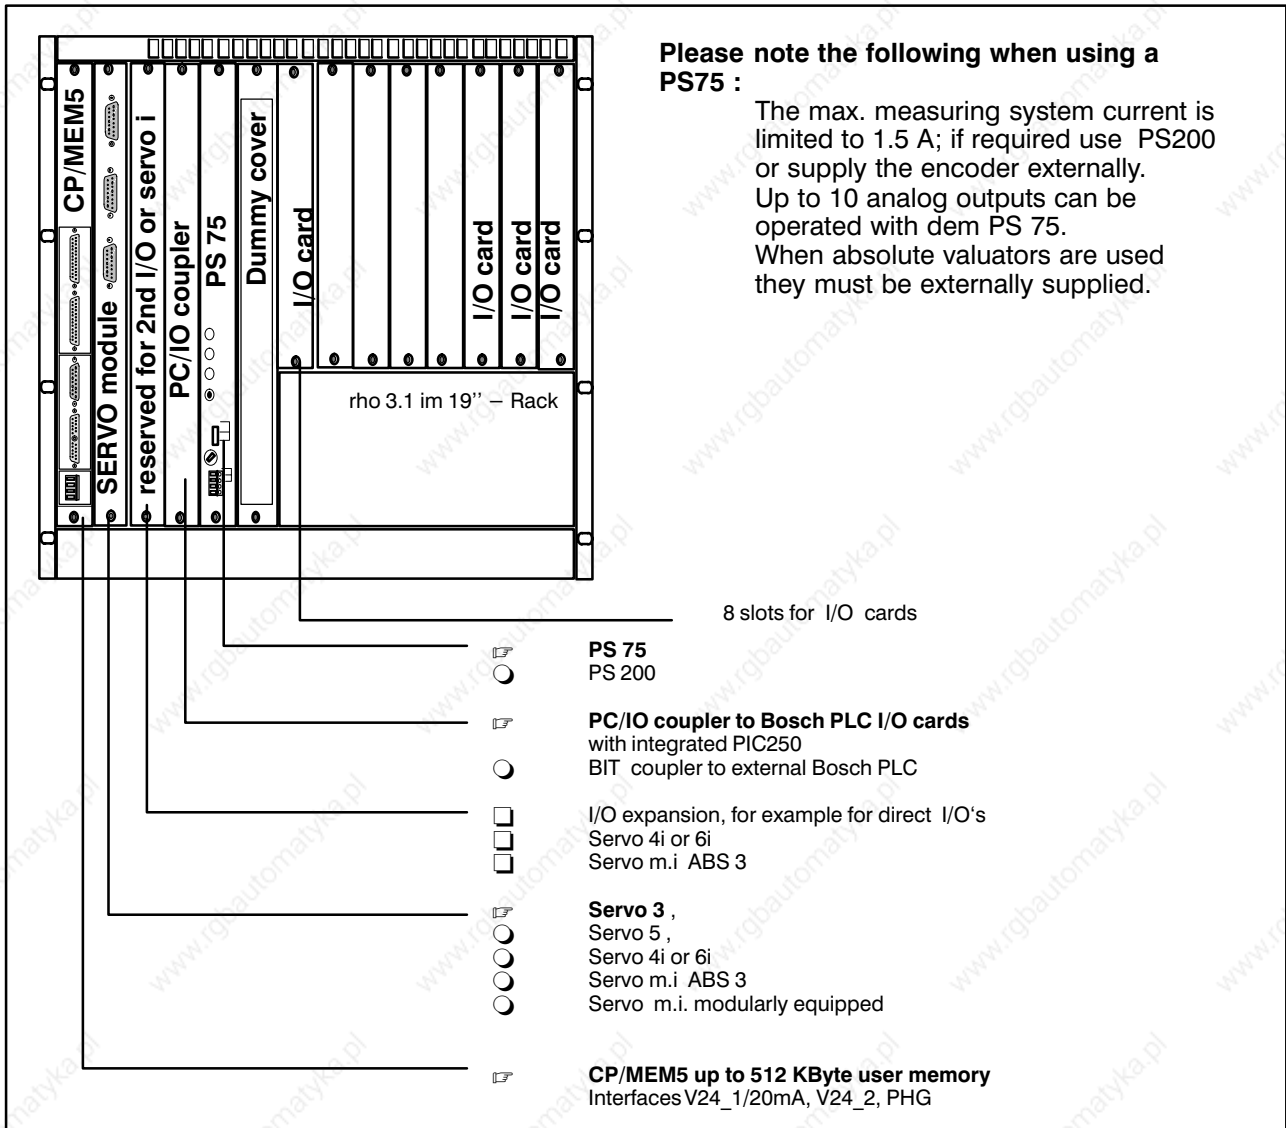 CP/MEM5
SERVO module
reserved for 2nd I/O or servo i
PC/IO coupler
PS 75
Dummy cover
I/O card
I/O card
I/O card
I/O card
rho 3.1 im 19’’ – Rack
Please note the following when using a
PS75 :
The max. measuring system current is
limited to 1.5 A; if required use PS200
or supply the encoder externally.
Up to 10 analog outputs can be
operated with dem PS 75.
When absolute valuators are used
they must be externally supplied.
8 slots for I/O cards
☞ PS 75
❍ PS 200
☞ PC/IO coupler to Bosch PLC I/O cards
with integrated PIC250
❍ BIT coupler to external Bosch PLC
❏ I/O expansion, for example for direct I/O‘s
❏ Servo 4i or 6i
❏ Servo m.i ABS 3
☞ Servo 3 ,
❍ Servo 5 ,
❍ Servo 4i or 6i
❍ Servo m.i ABS 3
❍ Servo m.i. modularly equipped
☞ CP/MEM5 up to 512 KByte user memory
Interfaces V24_1/20mA, V24_2, PHG
www.rgbautomatyka.pl